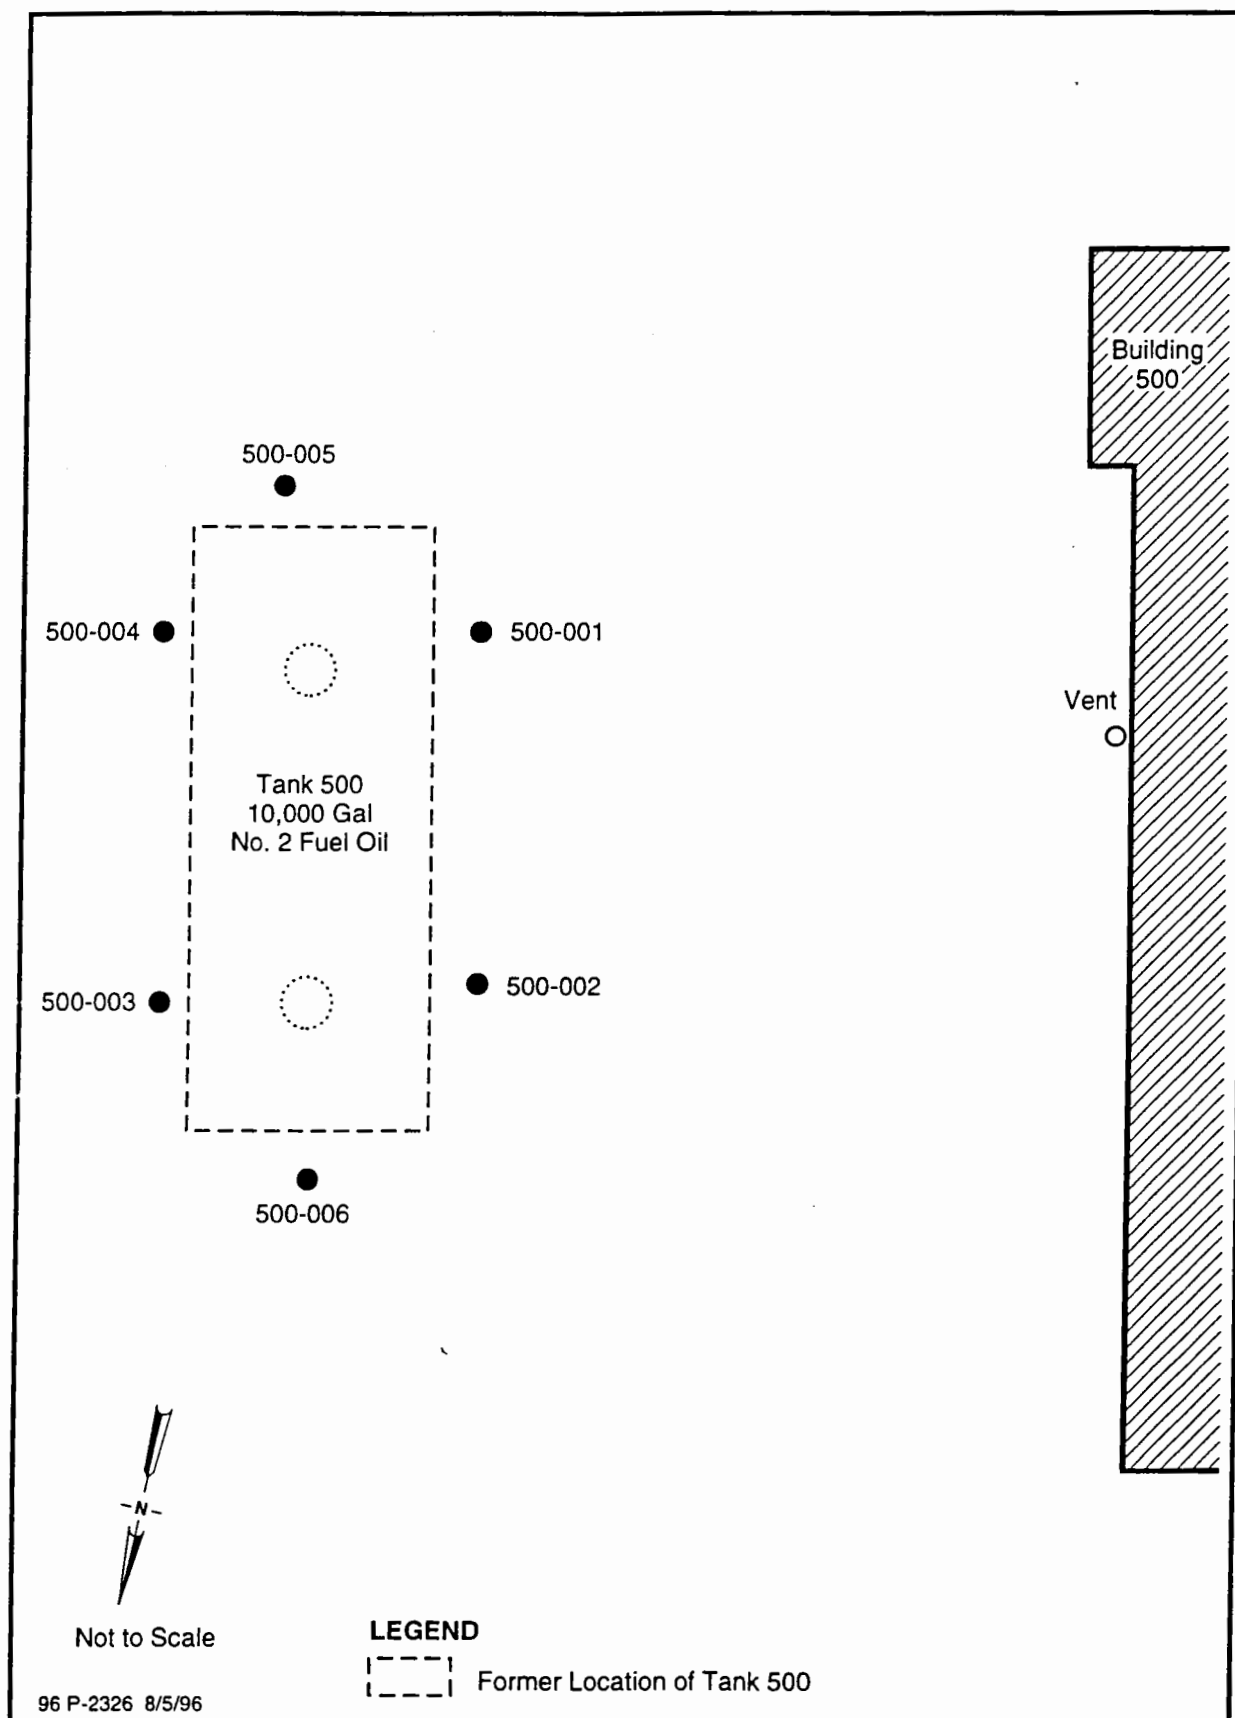 Building
500
500-005
500-004
500-001
Vent
Tank 500
10,000 Gal
No. 2 Fuel Oil
500-003
500-002
500-006
N
Not to Scale
LEGEND
Former Location of Tank 500
96 P-2326 8/5/96